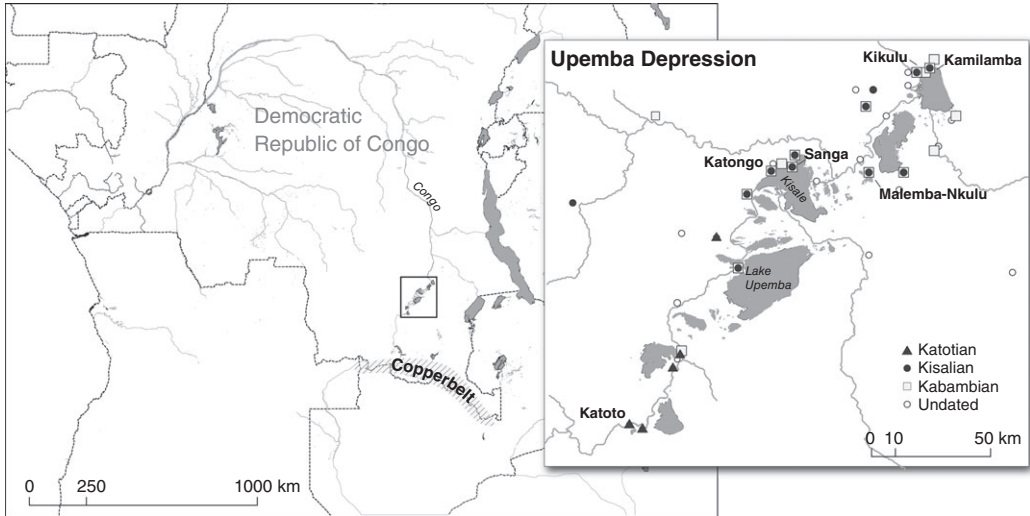 Democratic
Republic of Congo
Congo
Copperbelt
0 250 1000 km
Upemba Depression
Kikulu
Kamilamba
Katongo
Sanga
Kisale
Malemba-Nkulu
Lake
Upemba
Katoto
Katotian
Kisalian
Kabambian
Undated
0 10 50 km